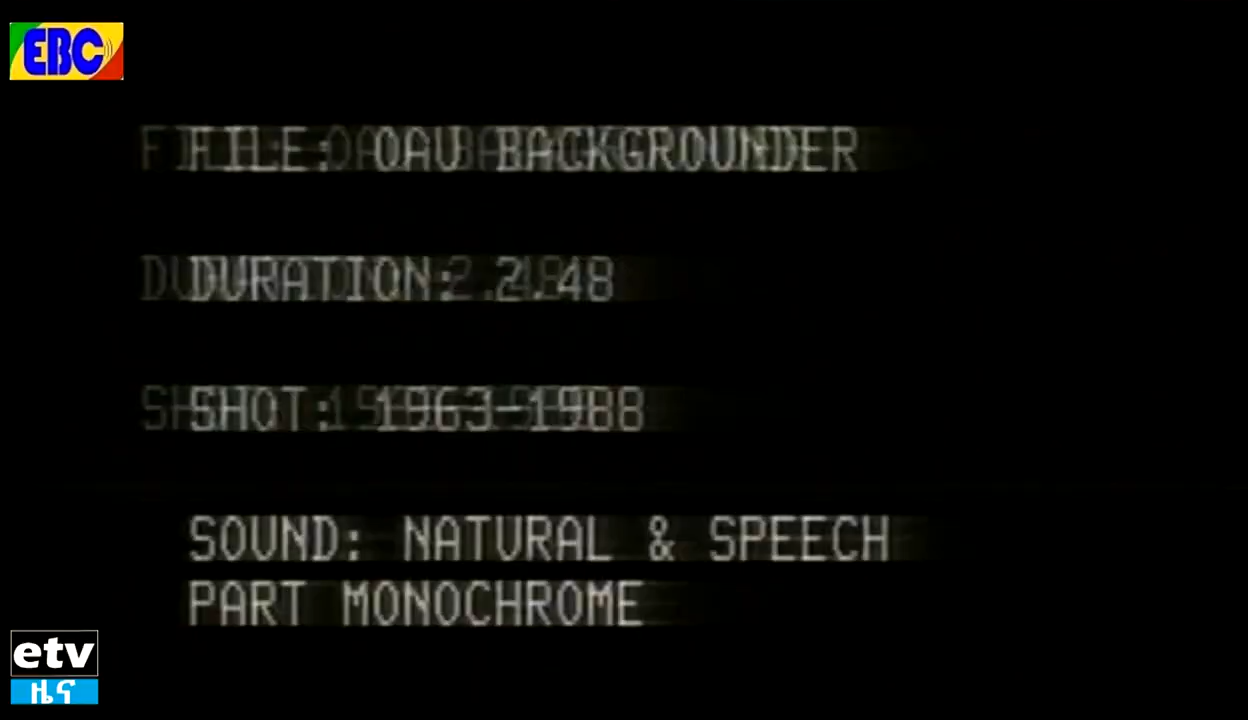 EBC
FILE: OAU BACKGROUNDER
DURATION: 2.48
SHOT: 1963-1988
SOUND: NATURAL & SPEECH
PART MONOCHROME
etv
ዜና